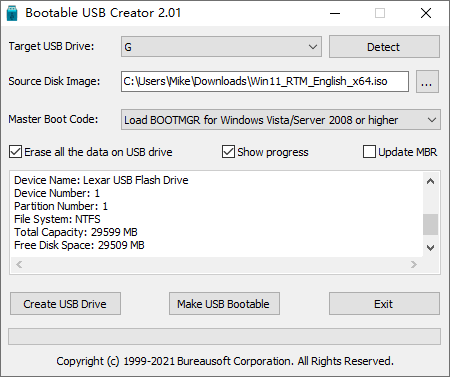 Bootable USB Creator 2.01
Target USB Drive: G Detect
Source Disk Image: C:\Users\Mike\Downloads\Win11_RTM_English_x64.iso ...
Master Boot Code: Load BOOTMGR for Windows Vista/Server 2008 or higher
Erase all the data on USB drive Show progress Update MBR
Device Name: Lexar USB Flash Drive
Device Number: 1
Partition Number: 1
File System: NTFS
Total Capacity: 29599 MB
Free Disk Space: 29509 MB
Create USB Drive Make USB Bootable Exit
Copyright (c) 1999-2021 Bureausoft Corporation. All Rights Reserved.